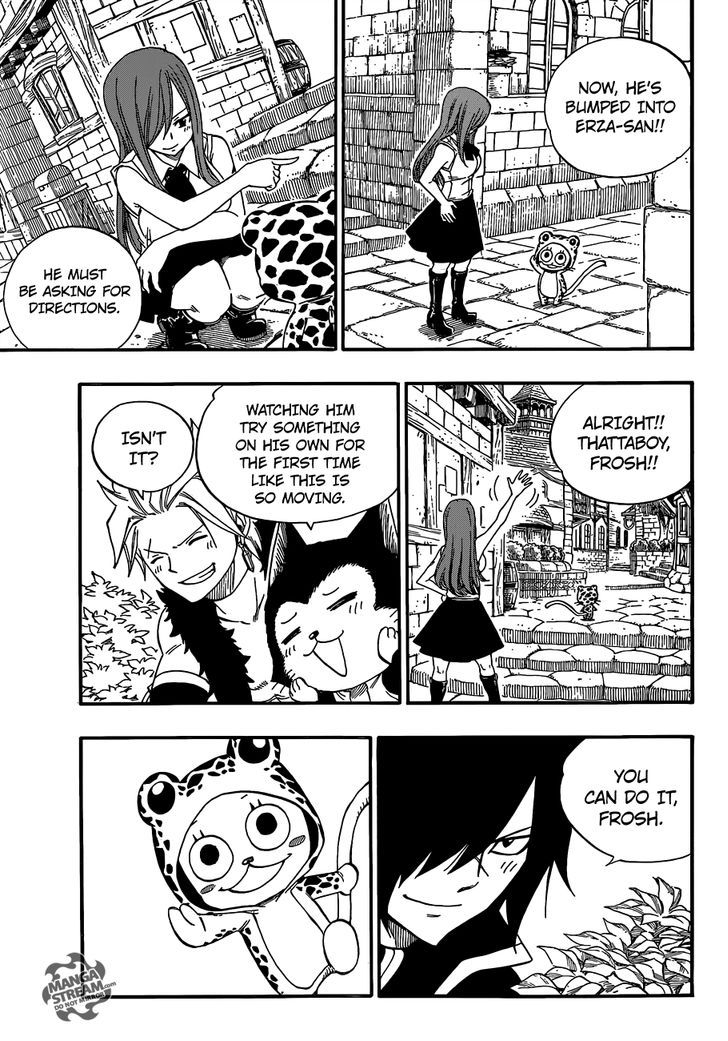 NOW, HE'S
BUMPED INTO
ERZA-SAN!!
HE MUST
BE ASKING FOR
DIRECTIONS.
ALRIGHT!!
THATTABOY,
FROSH!!
WATCHING HIM
TRY SOMETHING
ON HIS OWN FOR
THE FIRST TIME
LIKE THIS IS
SO MOVING.
ISN'T
IT?
YOU
CAN DO IT,
FROSH.
MANGA
STREAM.COM
DO NOT MIRROR